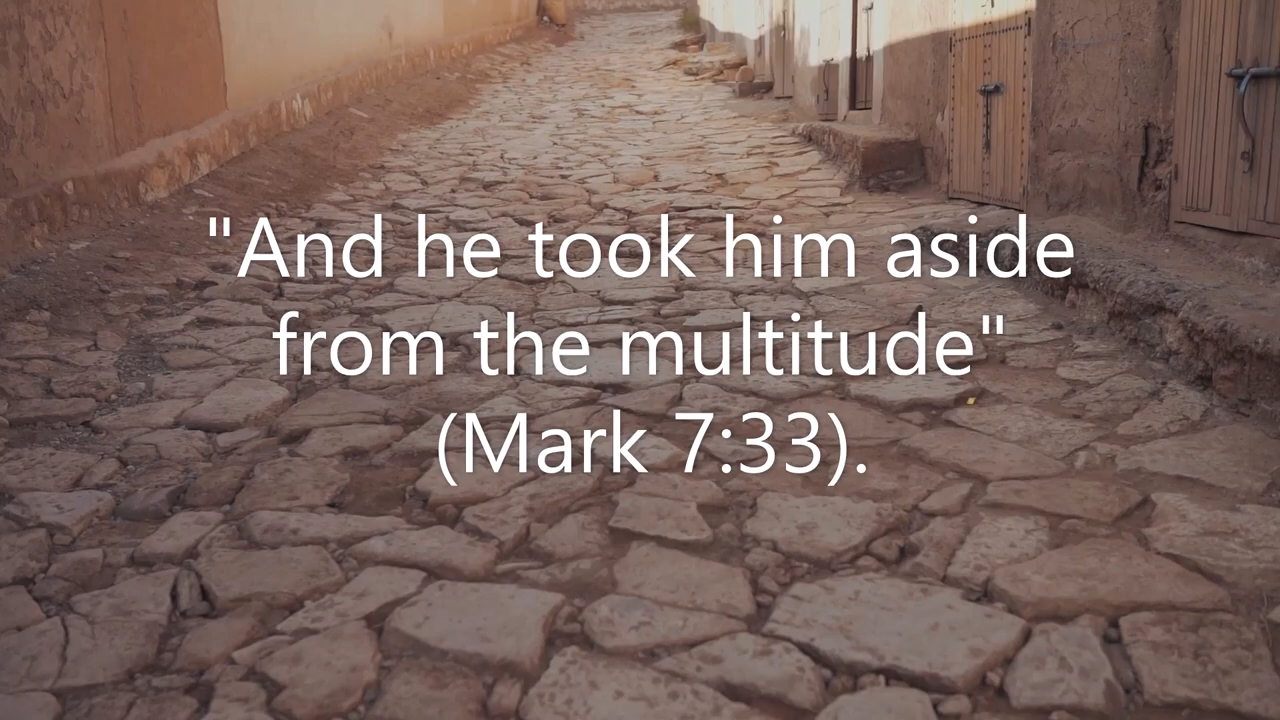 "And he took him aside
from the multitude"
(Mark 7:33).